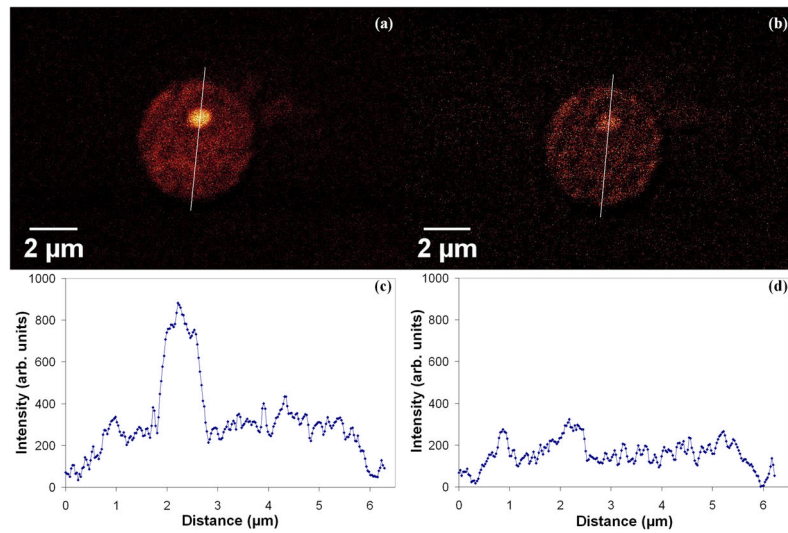 (a)
(b)
2 µm
2 µm
(c)
1000
800
600
400
200
0
Intensity (arb. units)
0 1 2 3 4 5 6
Distance (µm)
(d)
1000
800
600
400
200
0
Intensity (arb. units)
0 1 2 3 4 5 6
Distance (µm)